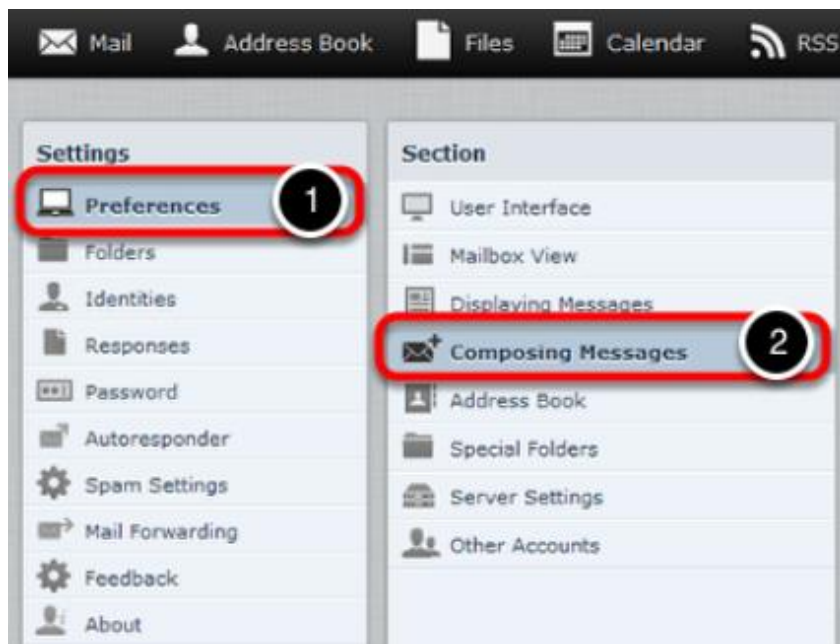 Mail Address Book Files Calendar RSS
Settings
Preferences 1
Folders
Identities
Responses
Password
Autoresponder
Spam Settings
Mail Forwarding
Feedback
About
Section
User Interface
Mailbox View
Displaying Messages
Composing Messages 2
Address Book
Special Folders
Server Settings
Other Accounts